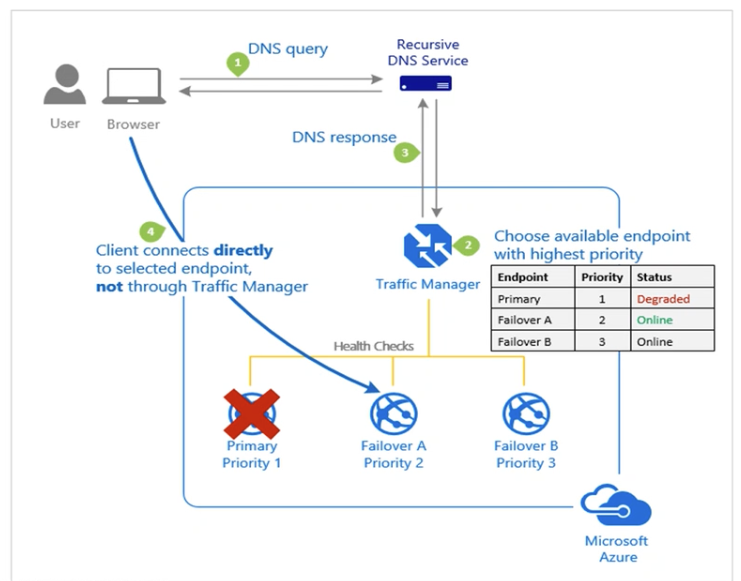 DNS query
1
Recursive
DNS Service
User
Browser
DNS response
3
4
Client connects directly
to selected endpoint,
not through Traffic Manager
2
Choose available endpoint
with highest priority
Traffic Manager
Endpoint Priority Status
Primary 1 Degraded
Failover A 2 Online
Failover B 3 Online
Health Checks
Primary
Priority 1
Failover A
Priority 2
Failover B
Priority 3
Microsoft
Azure